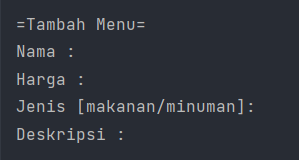 =Tambah Menu=
Nama :
Harga :
Jenis [makanan/minuman]:
Deskripsi :